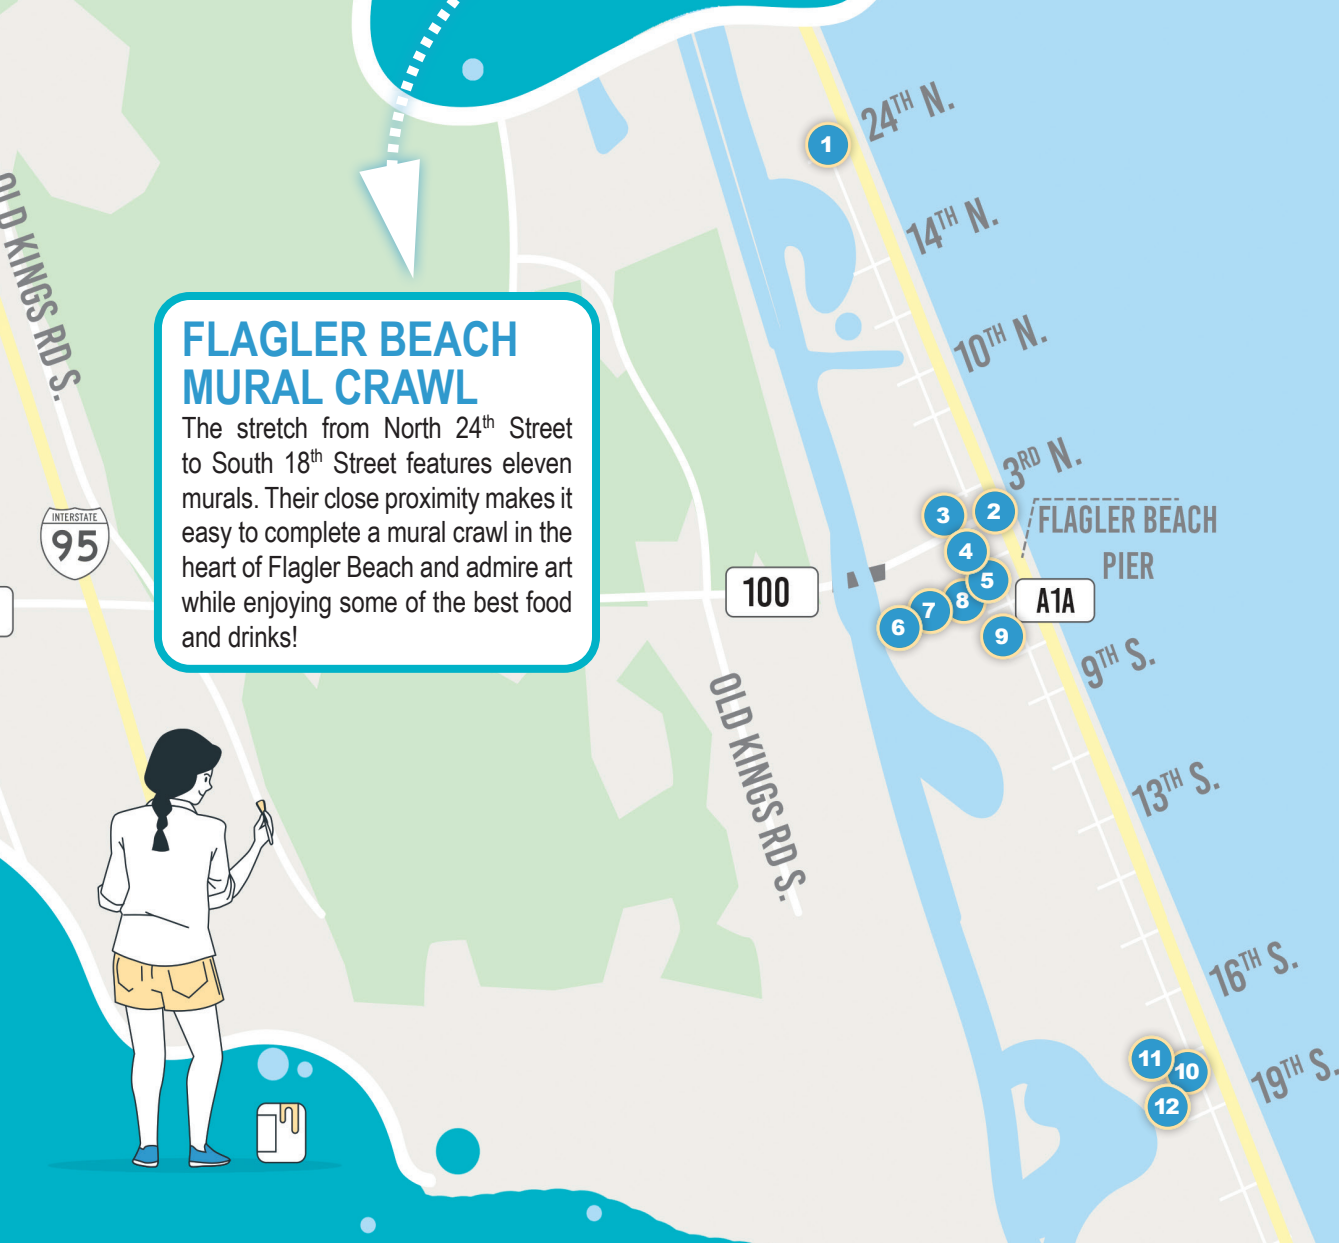 24TH N.
1
14TH N.
OLD KINGS RD S.
10TH N.
FLAGLER BEACH
MURAL CRAWL
The stretch from North 24th Street
to South 18th Street features eleven
murals. Their close proximity makes it
easy to complete a mural crawl in the
heart of Flagler Beach and admire art
while enjoying some of the best food
and drinks!
3RD N.
INTERSTATE
95
3
2
FLAGLER BEACH
PIER
4
5
100
A1A
8
7
6
9
9TH S.
OLD KINGS RD S.
13TH S.
16TH S.
11
10
19TH S.
12